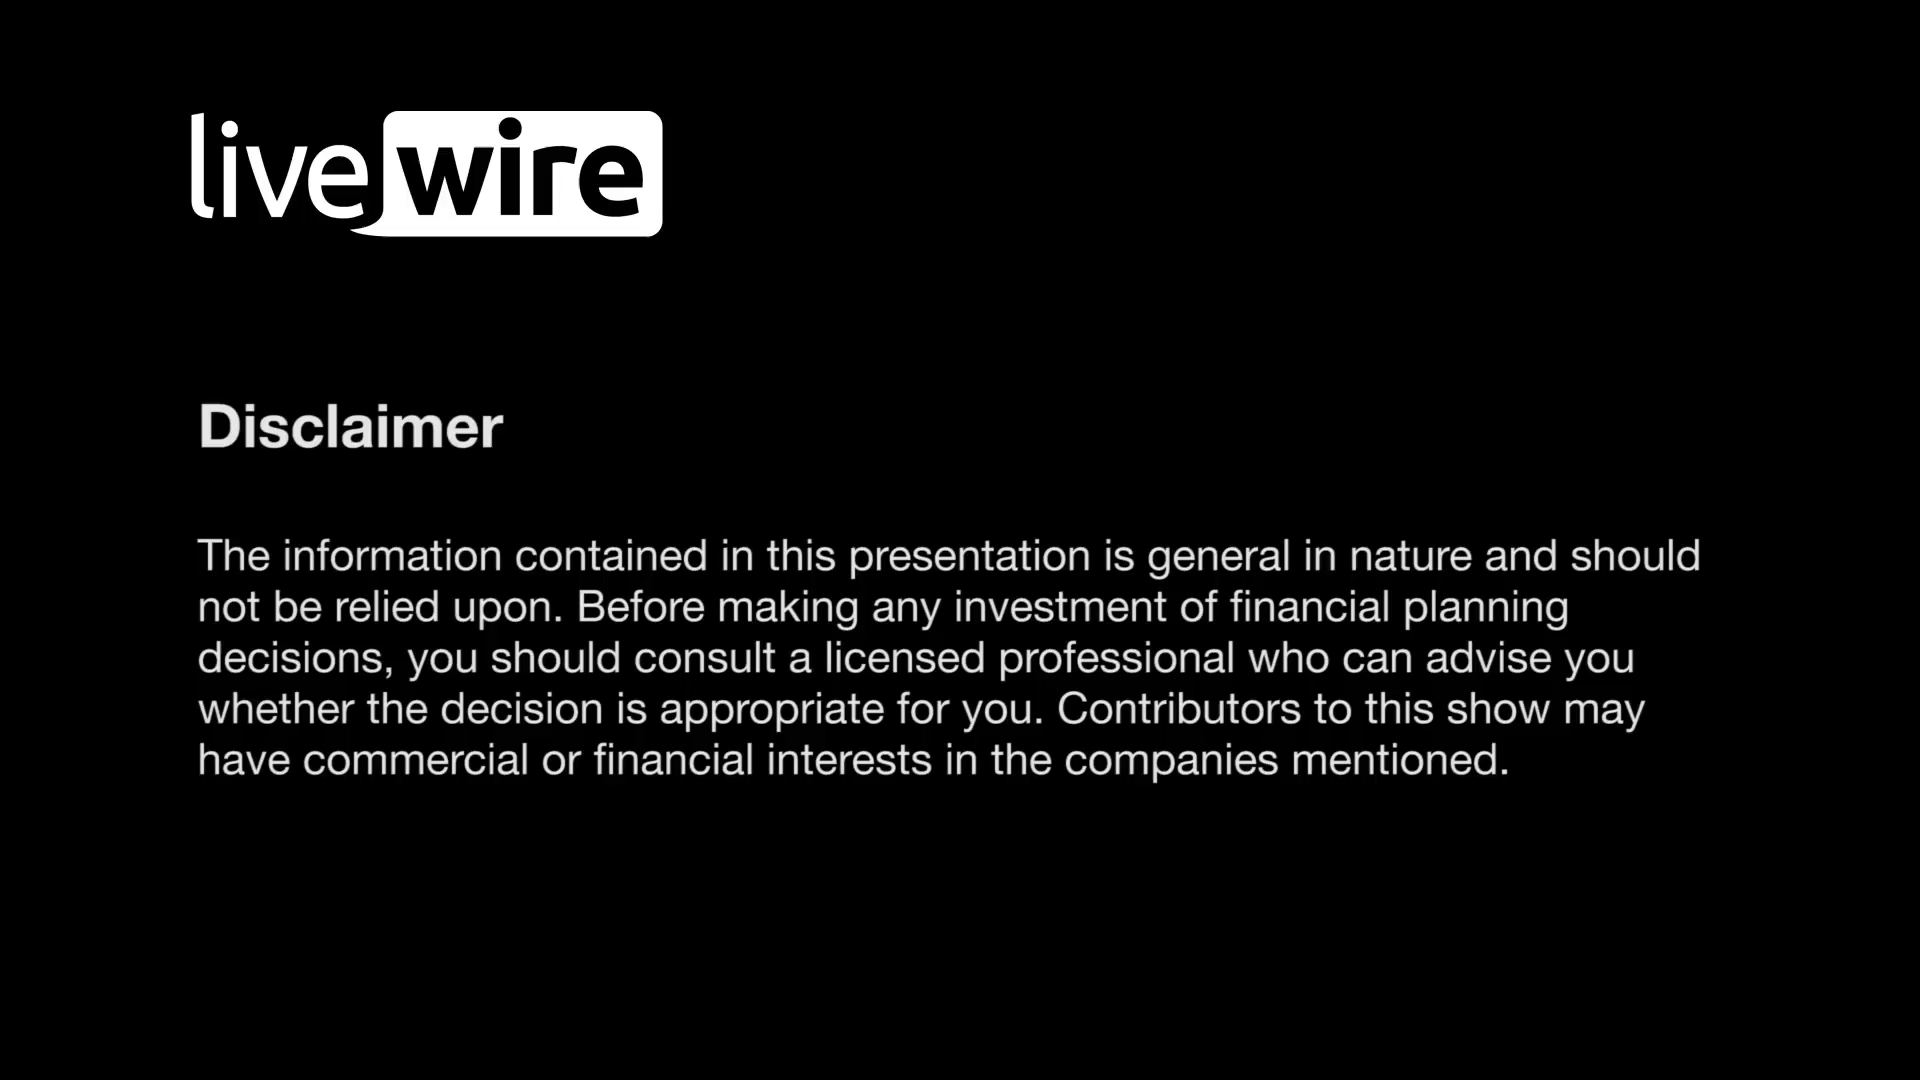 livewire
Disclaimer
The information contained in this presentation is general in nature and should
not be relied upon. Before making any investment of financial planning
decisions, you should consult a licensed professional who can advise you
whether the decision is appropriate for you. Contributors to this show may
have commercial or financial interests in the companies mentioned.